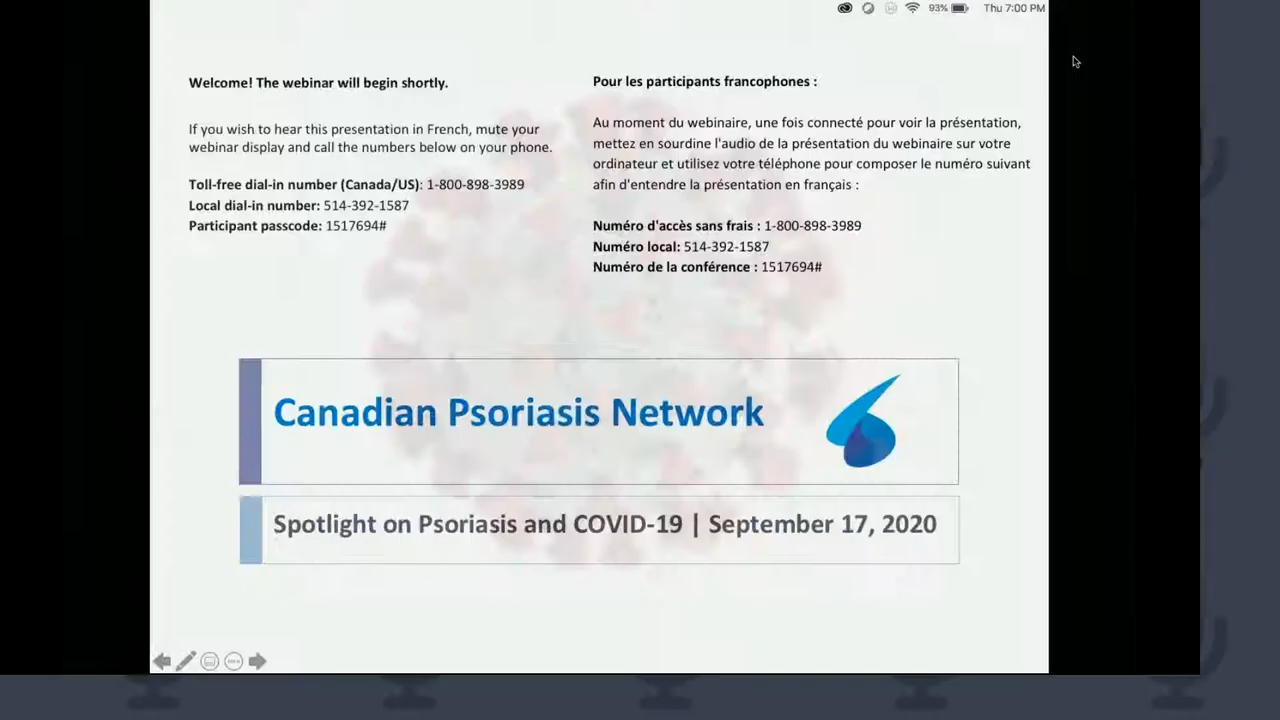 93%
Thu 7:00 PM
Welcome! The webinar will begin shortly.
If you wish to hear this presentation in French, mute your
webinar display and call the numbers below on your phone.
Toll-free dial-in number (Canada/US): 1-800-898-3989
Local dial-in number: 514-392-1587
Participant passcode: 1517694#
Pour les participants francophones :
Au moment du webinaire, une fois connecté pour voir la présentation,
mettez en sourdine l'audio de la présentation du webinaire sur votre
ordinateur et utilisez votre téléphone pour composer le numéro suivant
afin d'entendre la présentation en français :
Numéro d'accès sans frais : 1-800-898-3989
Numéro local: 514-392-1587
Numéro de la conférence : 1517694#
Canadian Psoriasis Network
Spotlight on Psoriasis and COVID-19 | September 17, 2020